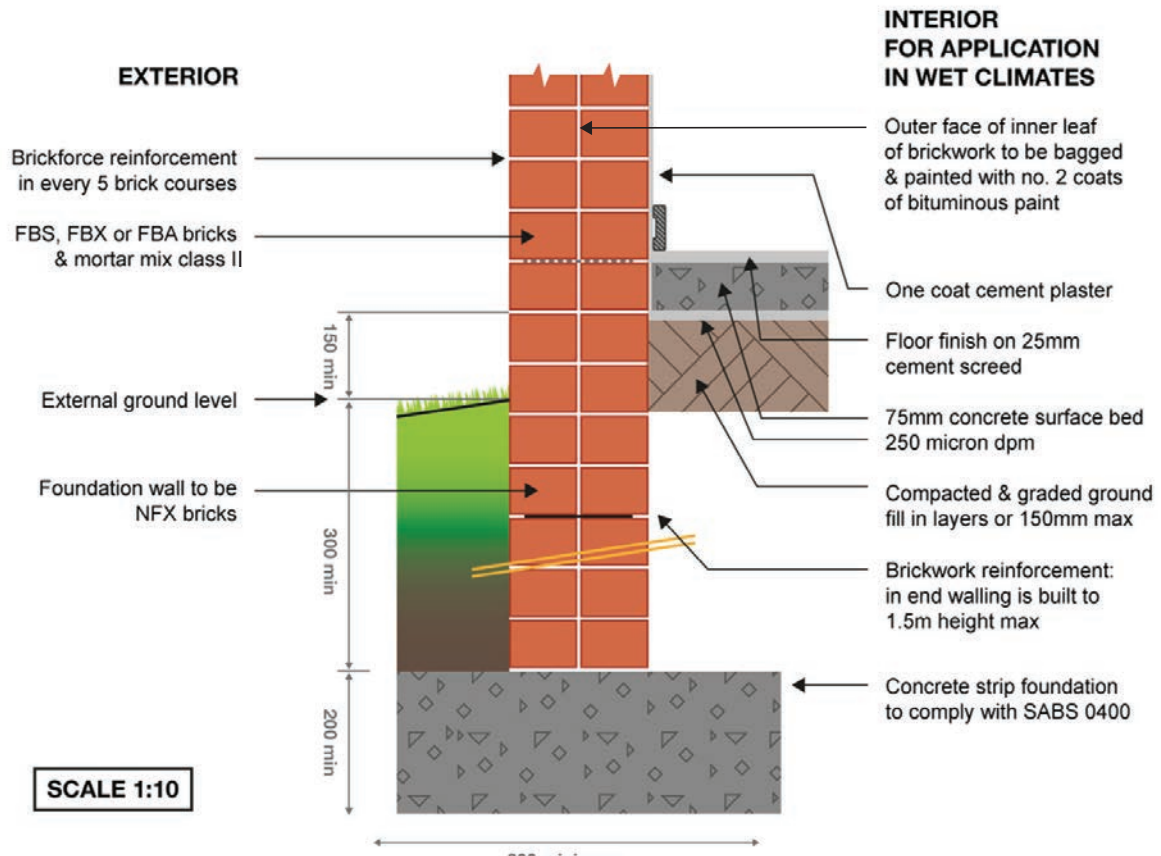 EXTERIOR
Brickforce reinforcement
in every 5 brick courses
FBS, FBX or FBA bricks
& mortar mix class II
150 min
External ground level
Foundation wall to be
NFX bricks
300 min
200 min
SCALE 1:10
INTERIOR
FOR APPLICATION
IN WET CLIMATES
Outer face of inner leaf
of brickwork to be bagged
& painted with no. 2 coats
of bituminous paint
One coat cement plaster
Floor finish on 25mm
cement screed
75mm concrete surface bed
250 micron dpm
Compacted & graded ground
fill in layers or 150mm max
Brickwork reinforcement:
in end walling is built to
1.5m height max
Concrete strip foundation
to comply with SABS 0400